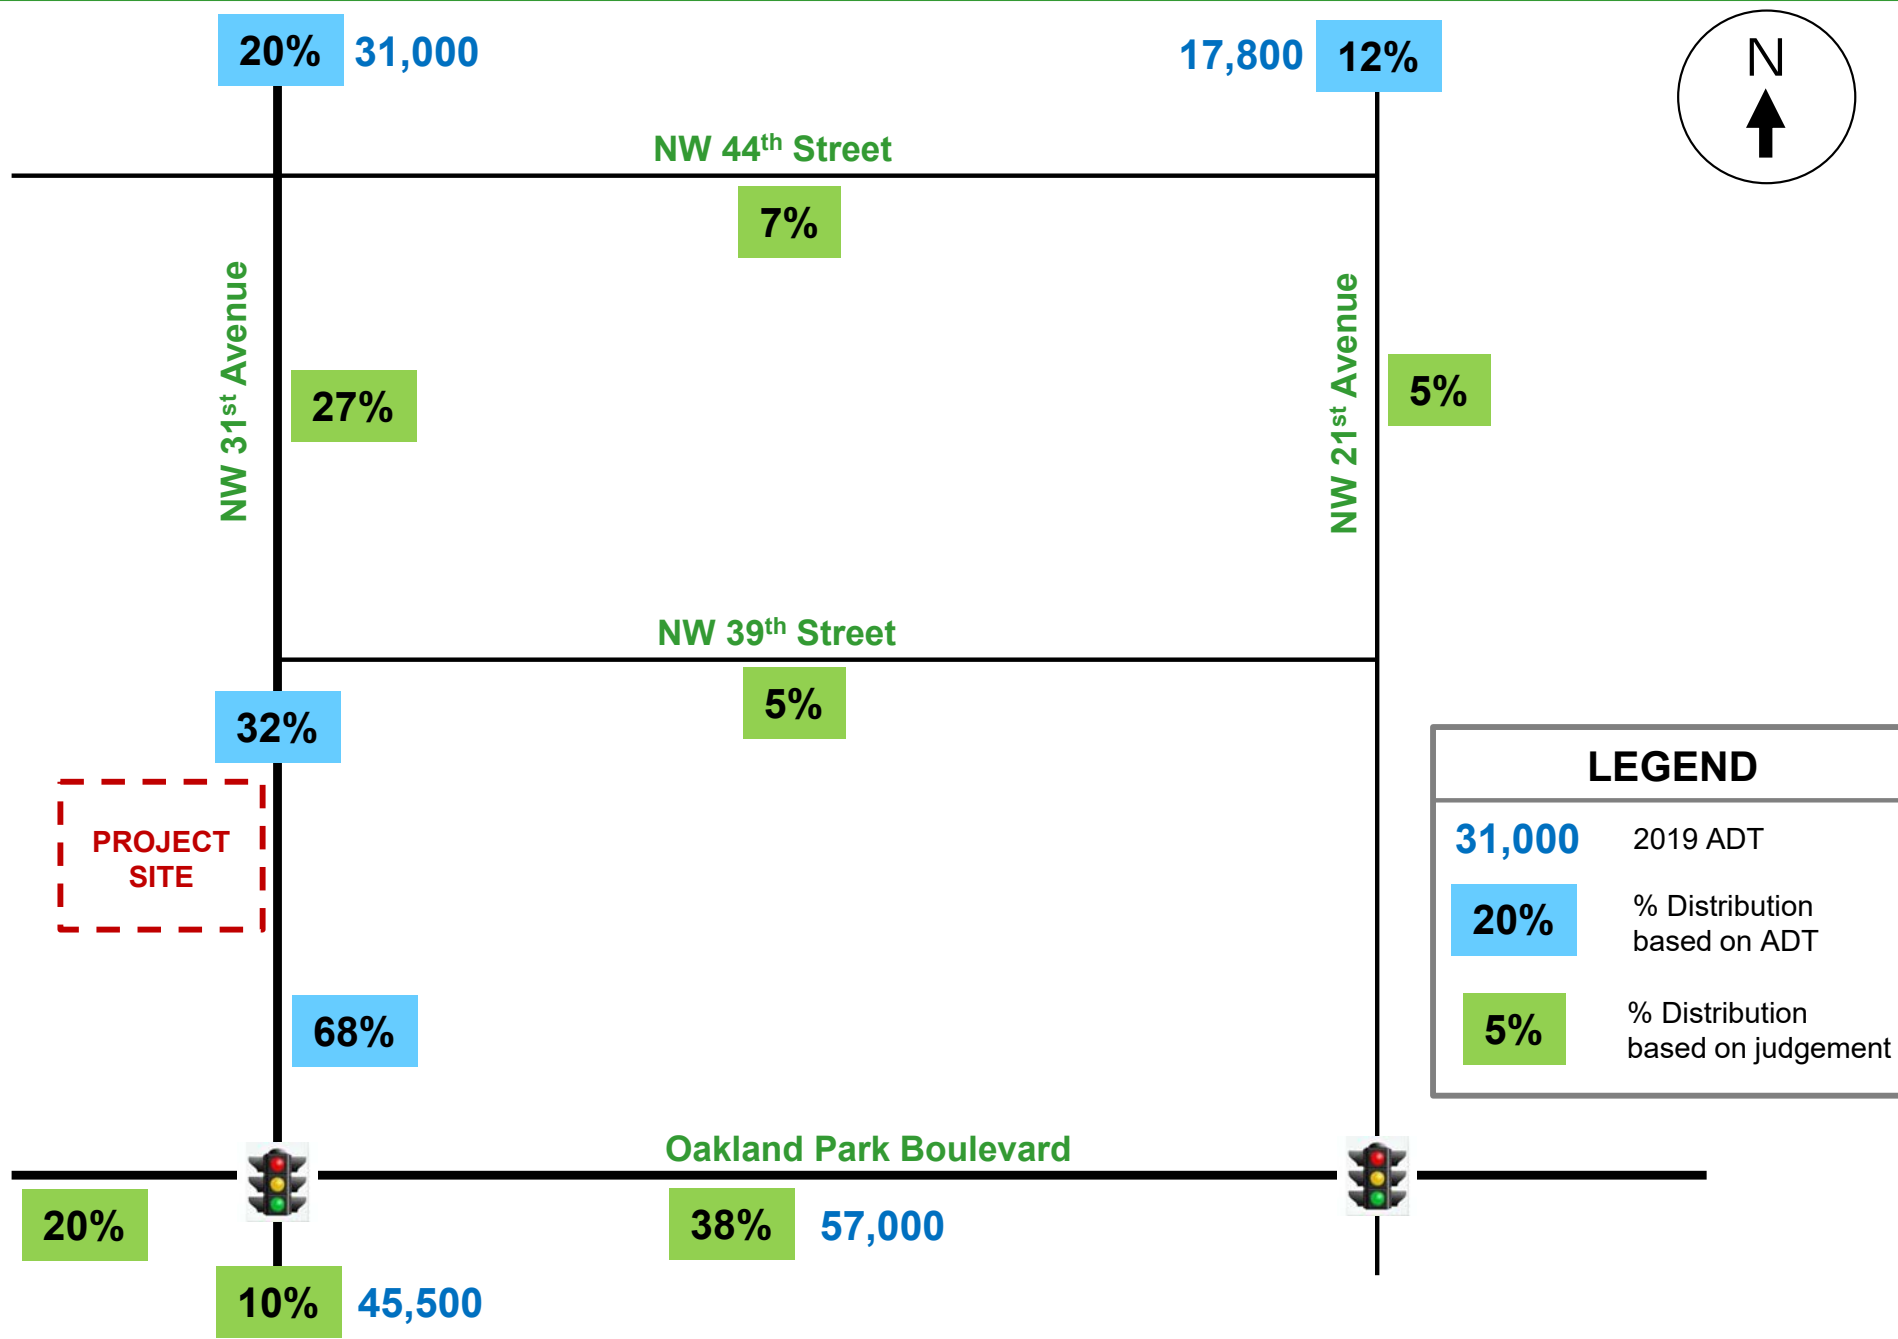 20% 31,000
17,800 12%
N
NW 44th Street
7%
NW 31st Avenue
27%
NW 21st Avenue
5%
NW 39th Street
5%
32%
PROJECT
SITE
68%
LEGEND
31,000 2019 ADT
20% % Distribution
based on ADT
5% % Distribution
based on judgement
Oakland Park Boulevard
20%
38% 57,000
10% 45,500